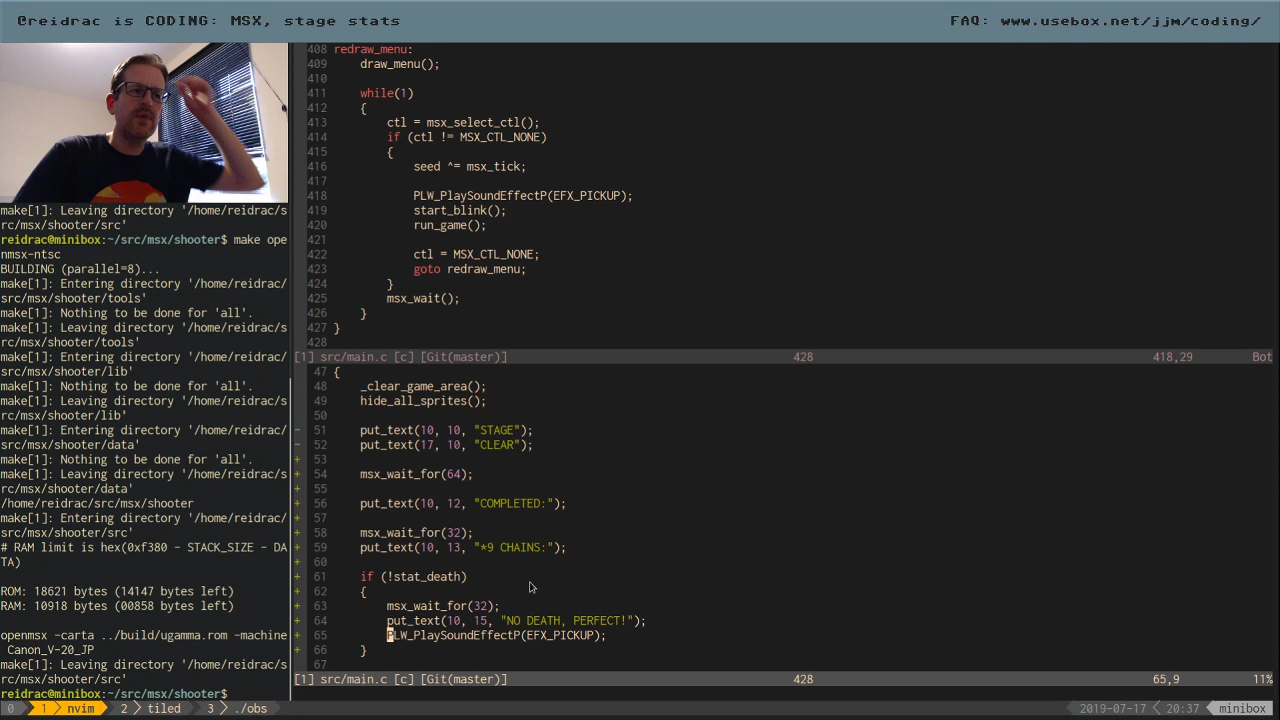 @reidrac is CODING: MSX, stage stats
FAQ: www.usebox.net/jjm/coding/
make[1]: Leaving directory '/home/reidrac/s
rc/msx/shooter/src'
reidrac@minibox:~/src/msx/shooter$ make ope
nmsx-ntsc
BUILDING (parallel=8)...
make[1]: Entering directory '/home/reidrac/
src/msx/shooter/tools'
make[1]: Nothing to be done for 'all'.
make[1]: Leaving directory '/home/reidrac/s
rc/msx/shooter/tools'
make[1]: Entering directory '/home/reidrac/
src/msx/shooter/lib'
make[1]: Nothing to be done for 'all'.
make[1]: Leaving directory '/home/reidrac/s
rc/msx/shooter/lib'
make[1]: Entering directory '/home/reidrac/
src/msx/shooter/data'
make[1]: Nothing to be done for 'all'.
make[1]: Leaving directory '/home/reidrac/s
rc/msx/shooter/data'
/home/reidrac/src/msx/shooter
make[1]: Entering directory '/home/reidrac/
src/msx/shooter/src'
# RAM limit is hex(0xf380 - STACK_SIZE - DA
TA)
ROM: 18621 bytes (14147 bytes left)
RAM: 10918 bytes (00858 bytes left)
openmsx -carta ../build/ugamma.rom -machine
 Canon_V-20_JP
make[1]: Leaving directory '/home/reidrac/s
rc/msx/shooter/src'
reidrac@minibox:~/src/msx/shooter$
408 redraw_menu:
409     draw_menu();
410
411     while(1)
412     {
413         ctl = msx_select_ctl();
414         if (ctl != MSX_CTL_NONE)
415         {
416             seed ^= msx_tick;
417
418             PLW_PlaySoundEffectP(EFX_PICKUP);
419             start_blink();
420             run_game();
421
422             ctl = MSX_CTL_NONE;
423             goto redraw_menu;
424         }
425         msx_wait();
426     }
427 }
428
[1] src/main.c [c] [Git(master)] 428 418,29 Bot
47 {
48     _clear_game_area();
49     hide_all_sprites();
50
~ 51     put_text(10, 10, "STAGE");
~ 52     put_text(17, 10, "CLEAR");
+ 53
+ 54     msx_wait_for(64);
+ 55
+ 56     put_text(10, 12, "COMPLETED:");
+ 57
+ 58     msx_wait_for(32);
+ 59     put_text(10, 13, "*9 CHAINS:");
+ 60
+ 61     if (!stat_death)
+ 62     {
+ 63         msx_wait_for(32);
+ 64         put_text(10, 15, "NO DEATH, PERFECT!");
+ 65         PLW_PlaySoundEffectP(EFX_PICKUP);
+ 66     }
67
[1] src/main.c [c] [Git(master)] 428 65,9 11%
0 1 nvim 2 tiled 3 ./obs 2019-07-17 20:37 minibox